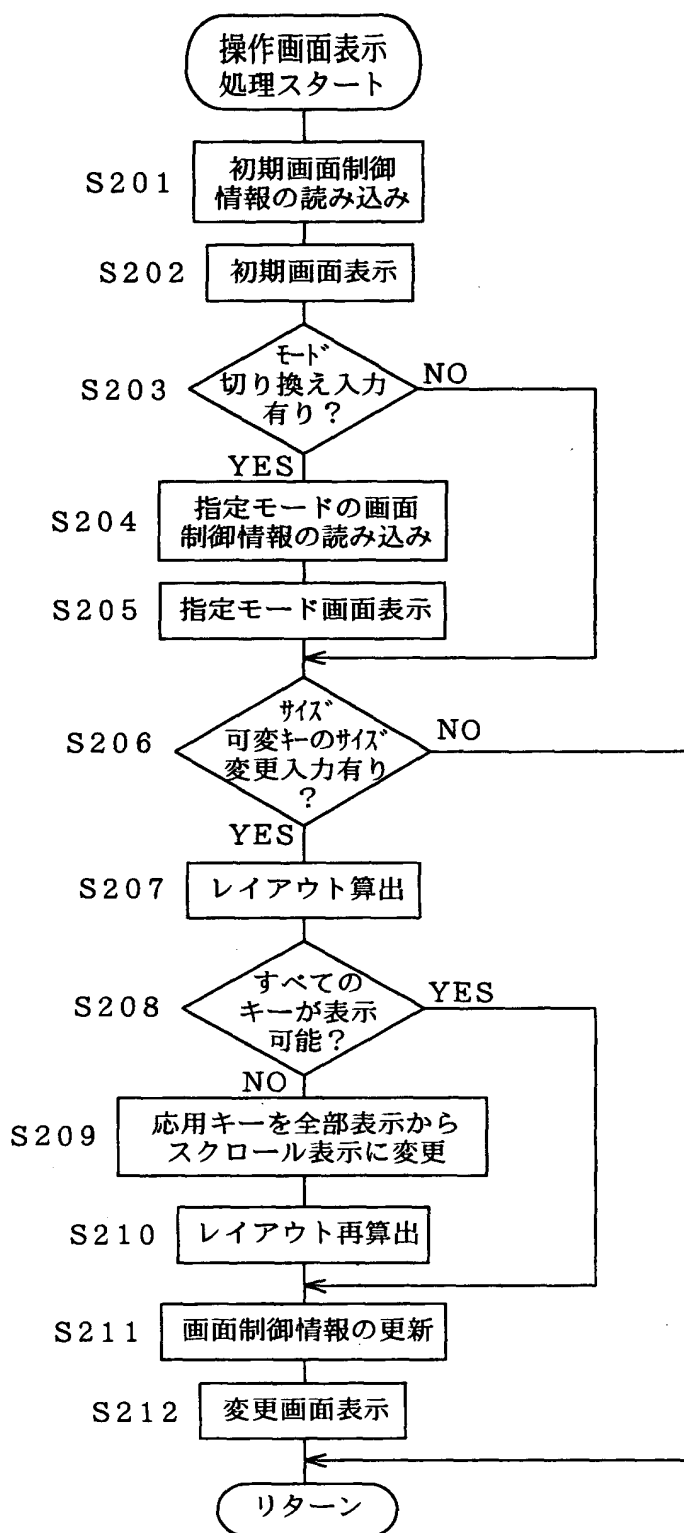 操作画面表示
処理スタート
S201
初期画面制御
情報の読み込み
S202
初期画面表示
S203
ﾓｰﾄﾞ
切り換え入力
有り？
NO
YES
S204
指定モードの画面
制御情報の読み込み
S205
指定モード画面表示
S206
ｻｲｽﾞ
可変ｷｰのｻｲｽﾞ
変更入力有り
？
NO
YES
S207
レイアウト算出
S208
すべての
キーが表示
可能？
YES
NO
S209
応用キーを全部表示から
スクロール表示に変更
S210
レイアウト再算出
S211
画面制御情報の更新
S212
変更画面表示
リターン